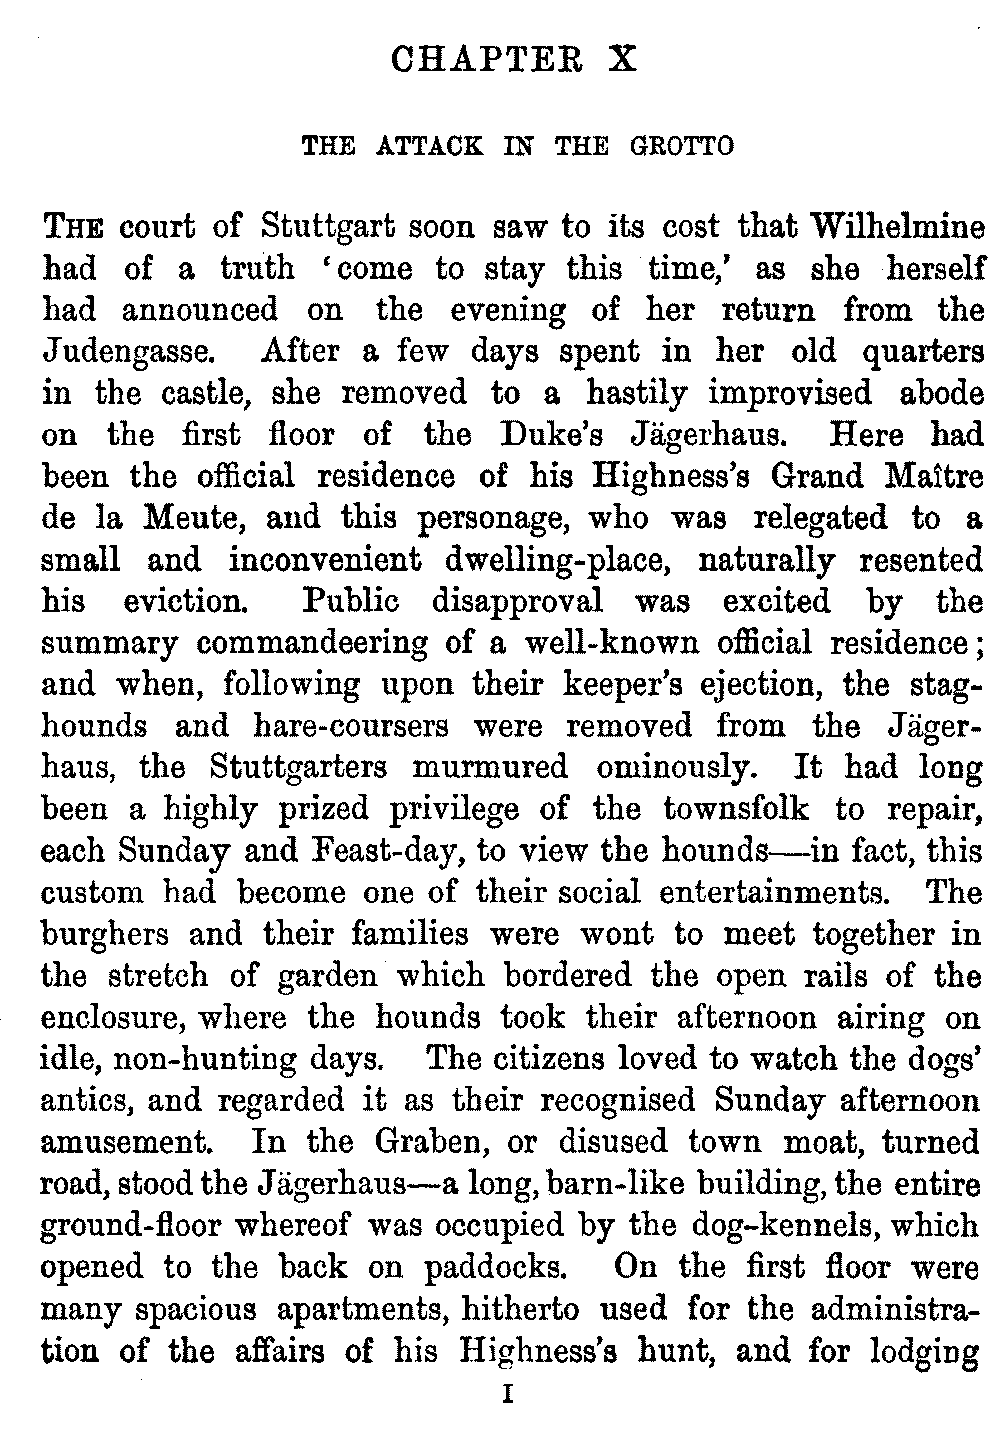 CHAPTER X
THE ATTACK IN THE GROTTO
THE court of Stuttgart soon saw to its cost that Wilhelmine
had of a truth ‘come to stay this time,’ as she herself
had announced on the evening of her return from the
Judengasse. After a few days spent in her old quarters
in the castle, she removed to a hastily improvised abode
on the first floor of the Duke’s Jägerhaus. Here had
been the official residence of his Highness’s Grand Maître
de la Meute, and this personage, who was relegated to a
small and inconvenient dwelling-place, naturally resented
his eviction. Public disapproval was excited by the
summary commandeering of a well-known official residence;
and when, following upon their keeper’s ejection, the stag-
hounds and hare-coursers were removed from the Jäger-
haus, the Stuttgarters murmured ominously. It had long
been a highly prized privilege of the townsfolk to repair,
each Sunday and Feast-day, to view the hounds—in fact, this
custom had become one of their social entertainments. The
burghers and their families were wont to meet together in
the stretch of garden which bordered the open rails of the
enclosure, where the hounds took their afternoon airing on
idle, non-hunting days. The citizens loved to watch the dogs’
antics, and regarded it as their recognised Sunday afternoon
amusement. In the Graben, or disused town moat, turned
road, stood the Jägerhaus—a long, barn-like building, the entire
ground-floor whereof was occupied by the dog-kennels, which
opened to the back on paddocks. On the first floor were
many spacious apartments, hitherto used for the administra-
tion of the affairs of his Highness’s hunt, and for lodging
I